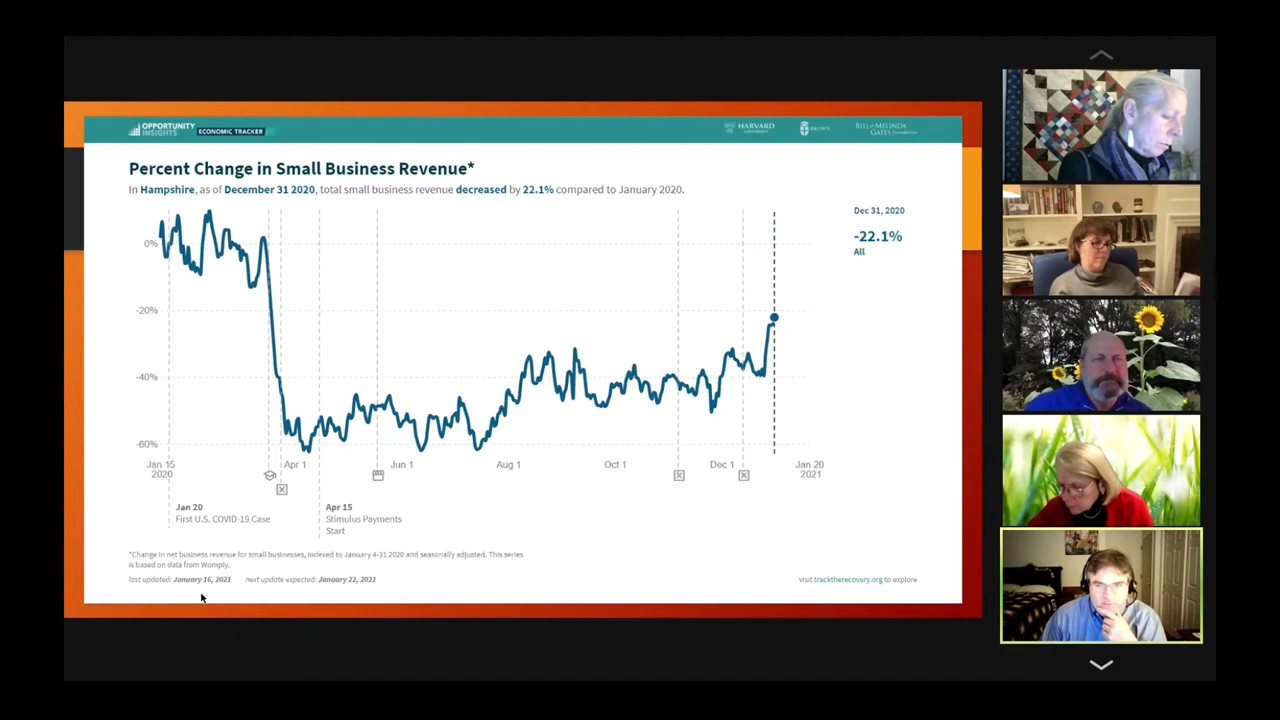 OPPORTUNITY
INSIGHTS
ECONOMIC TRACKER
HARVARD
UNIVERSITY
BROWN
BILL & MELINDA
GATES foundation
Percent Change in Small Business Revenue*
In Hampshire, as of December 31 2020, total small business revenue decreased by 22.1% compared to January 2020.
Dec 31, 2020
-22.1%
All
0%
-20%
-40%
-60%
Jan 15
2020
Apr 1
Jun 1
Aug 1
Oct 1
Dec 1
Jan 20
2021
Jan 20
First U.S. COVID-19 Case
Apr 15
Stimulus Payments
Start
*Change in net business revenue for small businesses, indexed to January 4-31 2020 and seasonally adjusted. This series
is based on data from Womply.
last updated: January 16, 2021 next update expected: January 22, 2021
visit tracktherecovery.org to explore